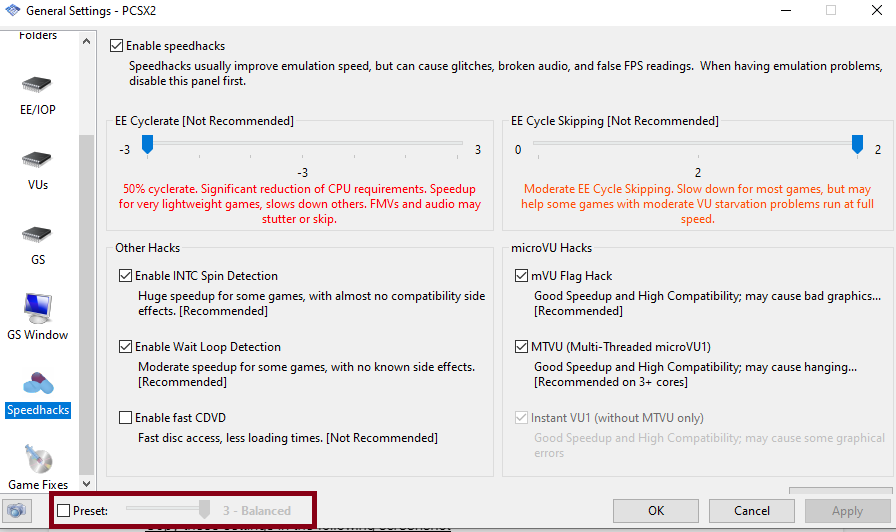 General Settings - PCSX2
Folders
EE/IOP
VUs
GS
GS Window
Speedhacks
Game Fixes
Enable speedhacks
Speedhacks usually improve emulation speed, but can cause glitches, broken audio, and false FPS readings. When having emulation problems,
disable this panel first.
EE Cyclerate [Not Recommended]
-3
3
-3
50% cyclerate. Significant reduction of CPU requirements. Speedup
for very lightweight games, slows down others. FMVs and audio may
stutter or skip.
EE Cycle Skipping [Not Recommended]
0
2
2
Moderate EE Cycle Skipping. Slow down for most games, but may
help some games with moderate VU starvation problems run at full
speed.
Other Hacks
Enable INTC Spin Detection
Huge speedup for some games, with almost no compatibility side
effects. [Recommended]
Enable Wait Loop Detection
Moderate speedup for some games, with no known side effects.
[Recommended]
Enable fast CDVD
Fast disc access, less loading times. [Not Recommended]
microVU Hacks
mVU Flag Hack
Good Speedup and High Compatibility; may cause bad graphics...
[Recommended]
MTVU (Multi-Threaded microVU1)
Good Speedup and High Compatibility; may cause hanging...
[Recommended on 3+ cores]
Instant VU1 (without MTVU only)
Good Speedup and High Compatibility; may cause some graphical
errors
Preset:
3 - Balanced
OK
Cancel
Apply